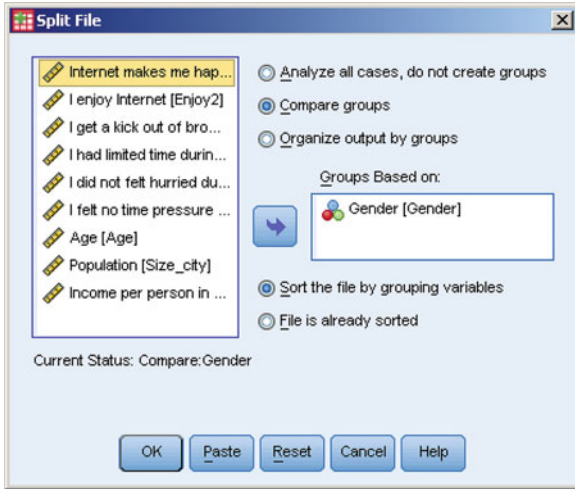 Split File
Internet makes me hap...
I enjoy Internet [Enjoy2]
I get a kick out of bro...
I had limited time durin...
I did not felt hurried du...
I felt no time pressure ...
Age [Age]
Population [Size_city]
Income per person in ...
Analyze all cases, do not create groups
Compare groups
Organize output by groups
Groups Based on:
Gender [Gender]
Sort the file by grouping variables
File is already sorted
Current Status: Compare:Gender
OK Paste Reset Cancel Help